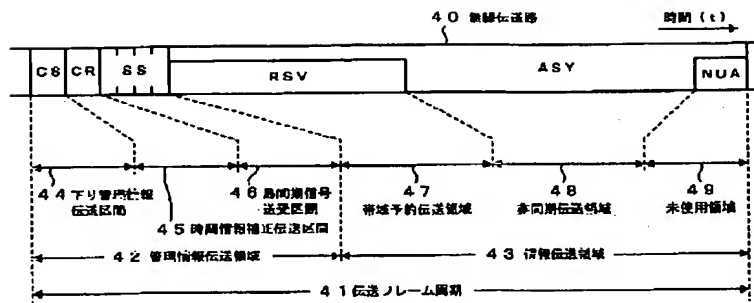 40 無線伝送路
時間 (t)
CS
CR
SS
RSV
ASY
NUA
44 下り管理情報
伝送区間
45 時間情報補正伝送区間
46 局間同期信号
送受区間
47
帯域予約伝送領域
48
非同期伝送領域
49
未使用領域
42 管理情報伝送領域
43 情報伝送領域
41 伝送フレーム周期